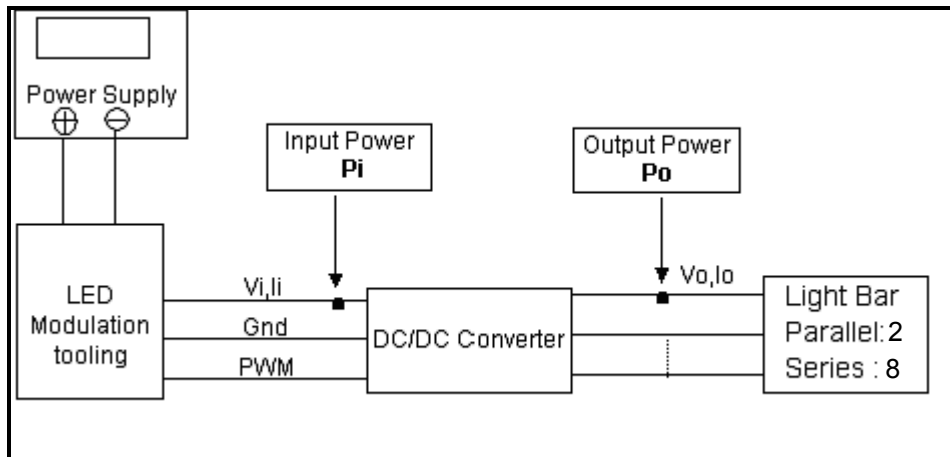 Power Supply
Input Power
Pi
Output Power
Po
Vi,Ii
Gnd
PWM
LED
Modulation
tooling
DC/DC Converter
Vo,Io
Light Bar
Parallel: 2
Series : 8